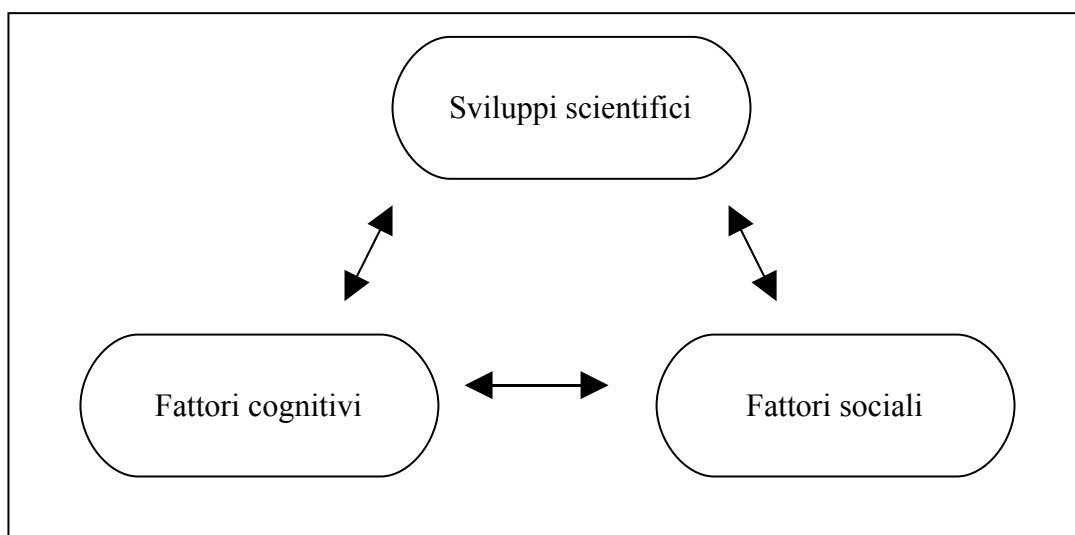 Sviluppi scientifici
Fattori cognitivi
Fattori sociali